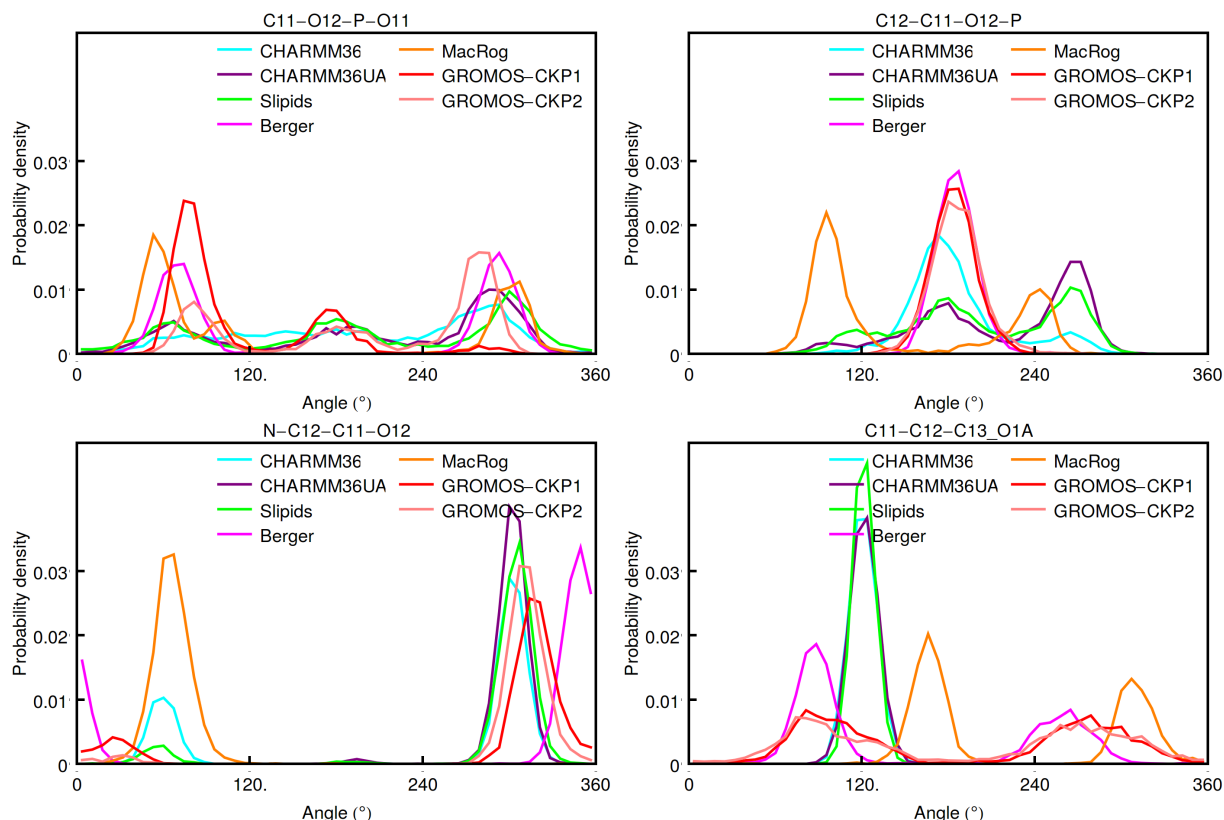 C11−O12−P−O11
CHARMM36
CHARMM36UA
Slipids
Berger
MacRog
GROMOS−CKP1
GROMOS−CKP2
Probability density
0.03
0.02
0.01
0
0
120.
240
360
Angle (°)
C12−C11−O12−P
CHARMM36
CHARMM36UA
Slipids
Berger
MacRog
GROMOS−CKP1
GROMOS−CKP2
Probability density
0.03
0.02
0.01
0
0
120.
240
360
Angle (°)
N−C12−C11−O12
CHARMM36
CHARMM36UA
Slipids
Berger
MacRog
GROMOS−CKP1
GROMOS−CKP2
Probability density
0.03
0.02
0.01
0
0
120.
240
360
Angle (°)
C11−C12−C13_O1A
CHARMM36
CHARMM36UA
Slipids
Berger
MacRog
GROMOS−CKP1
GROMOS−CKP2
Probability density
0.03
0.02
0.01
0
0
120.
240
360
Angle (°)